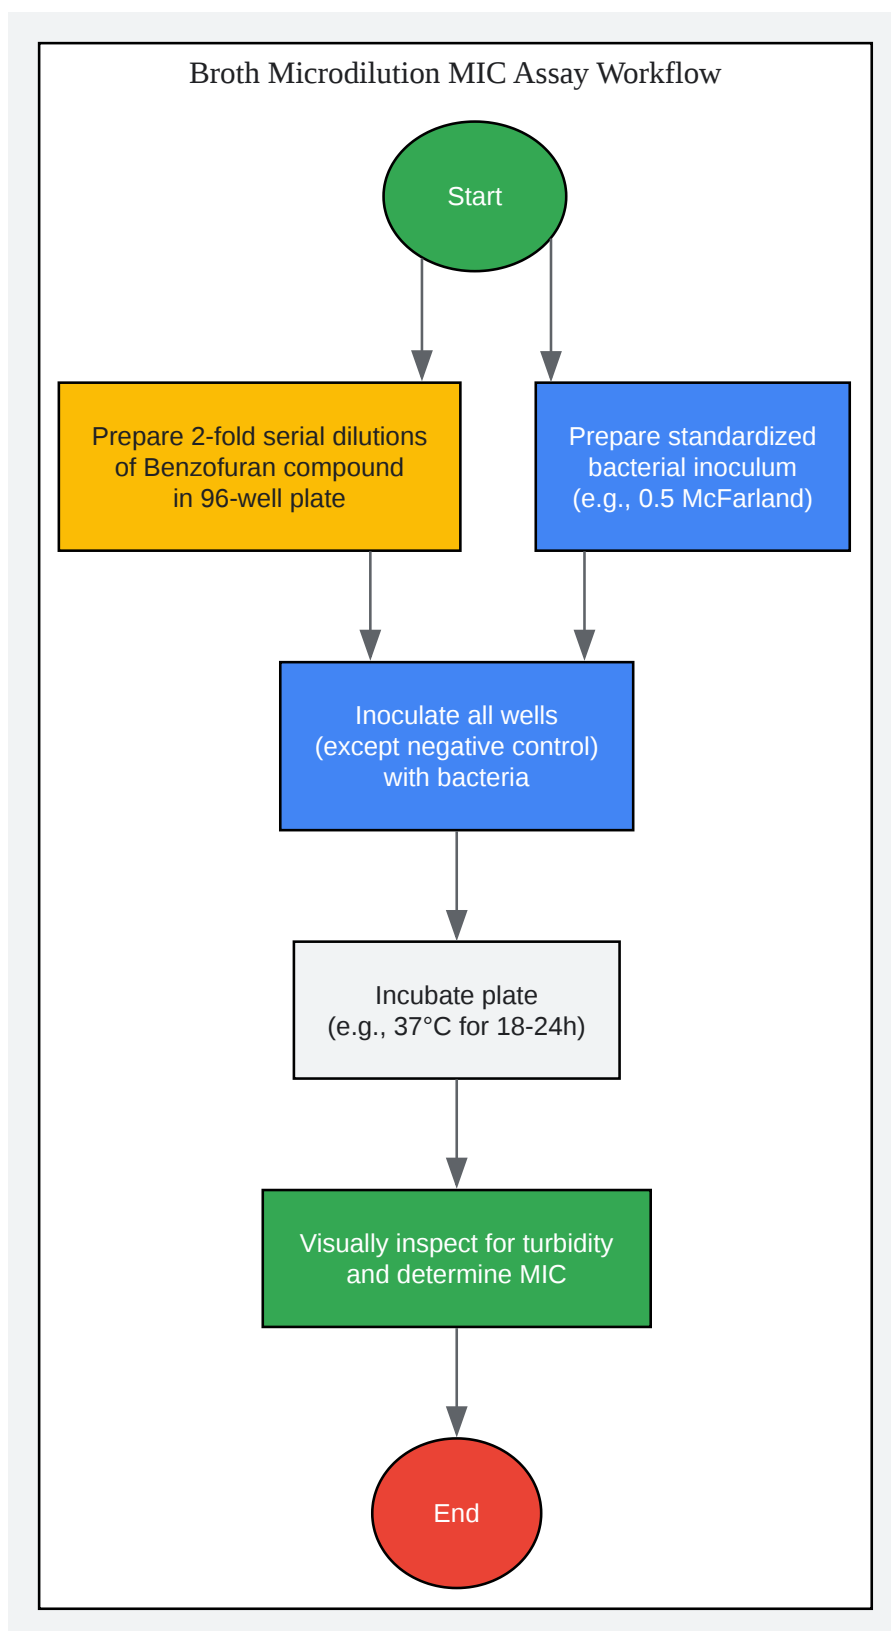 Broth Microdilution MIC Assay Workflow
Start
Prepare 2-fold serial dilutions
of Benzofuran compound
in 96-well plate
Prepare standardized
bacterial inoculum
(e.g., 0.5 McFarland)
Inoculate all wells
(except negative control)
with bacteria
Incubate plate
(e.g., 37°C for 18-24h)
Visually inspect for turbidity
and determine MIC
End